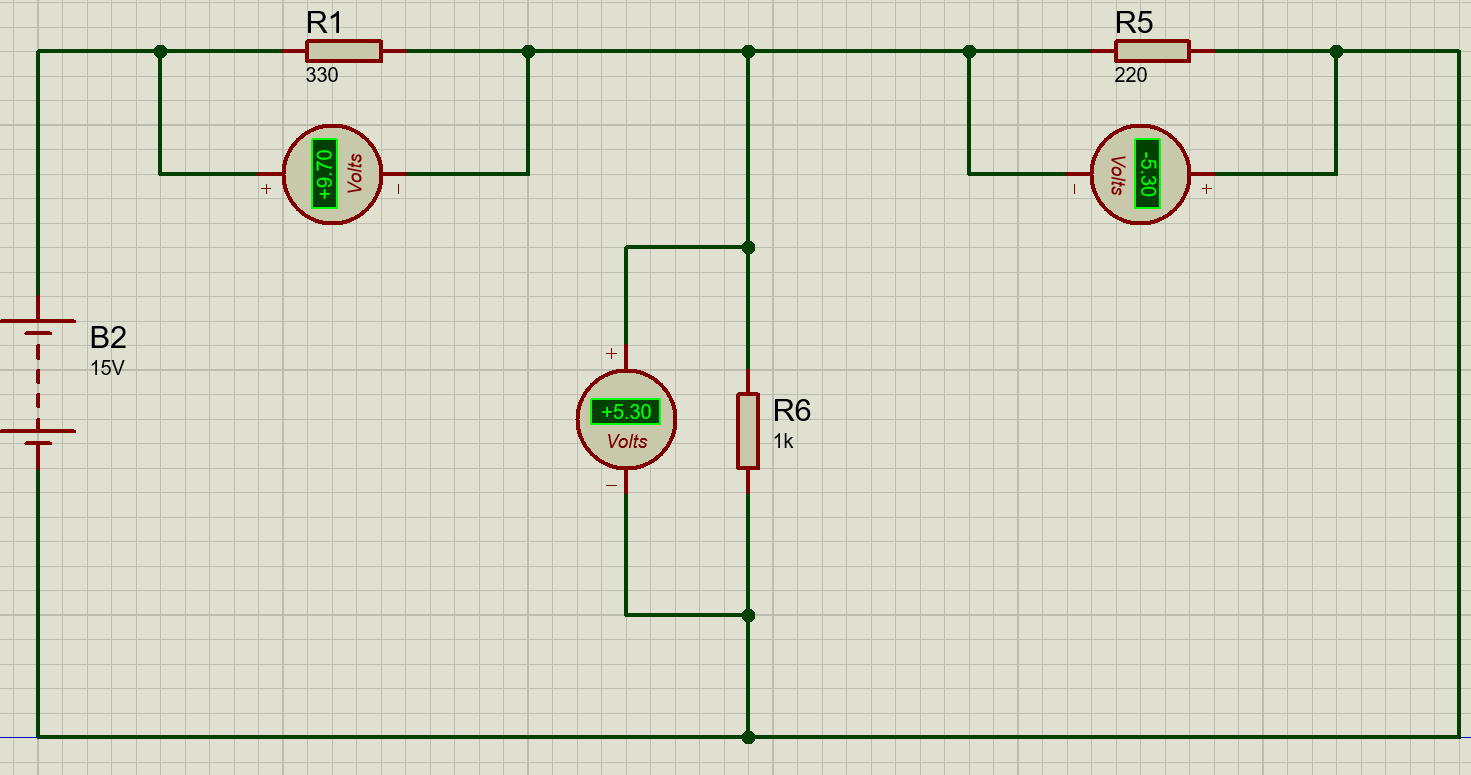 R1
330
+9.70
Volts
+
−
R5
220
Volts
-5.30
−
+
B2
15V
+
+5.30
Volts
−
R6
1k